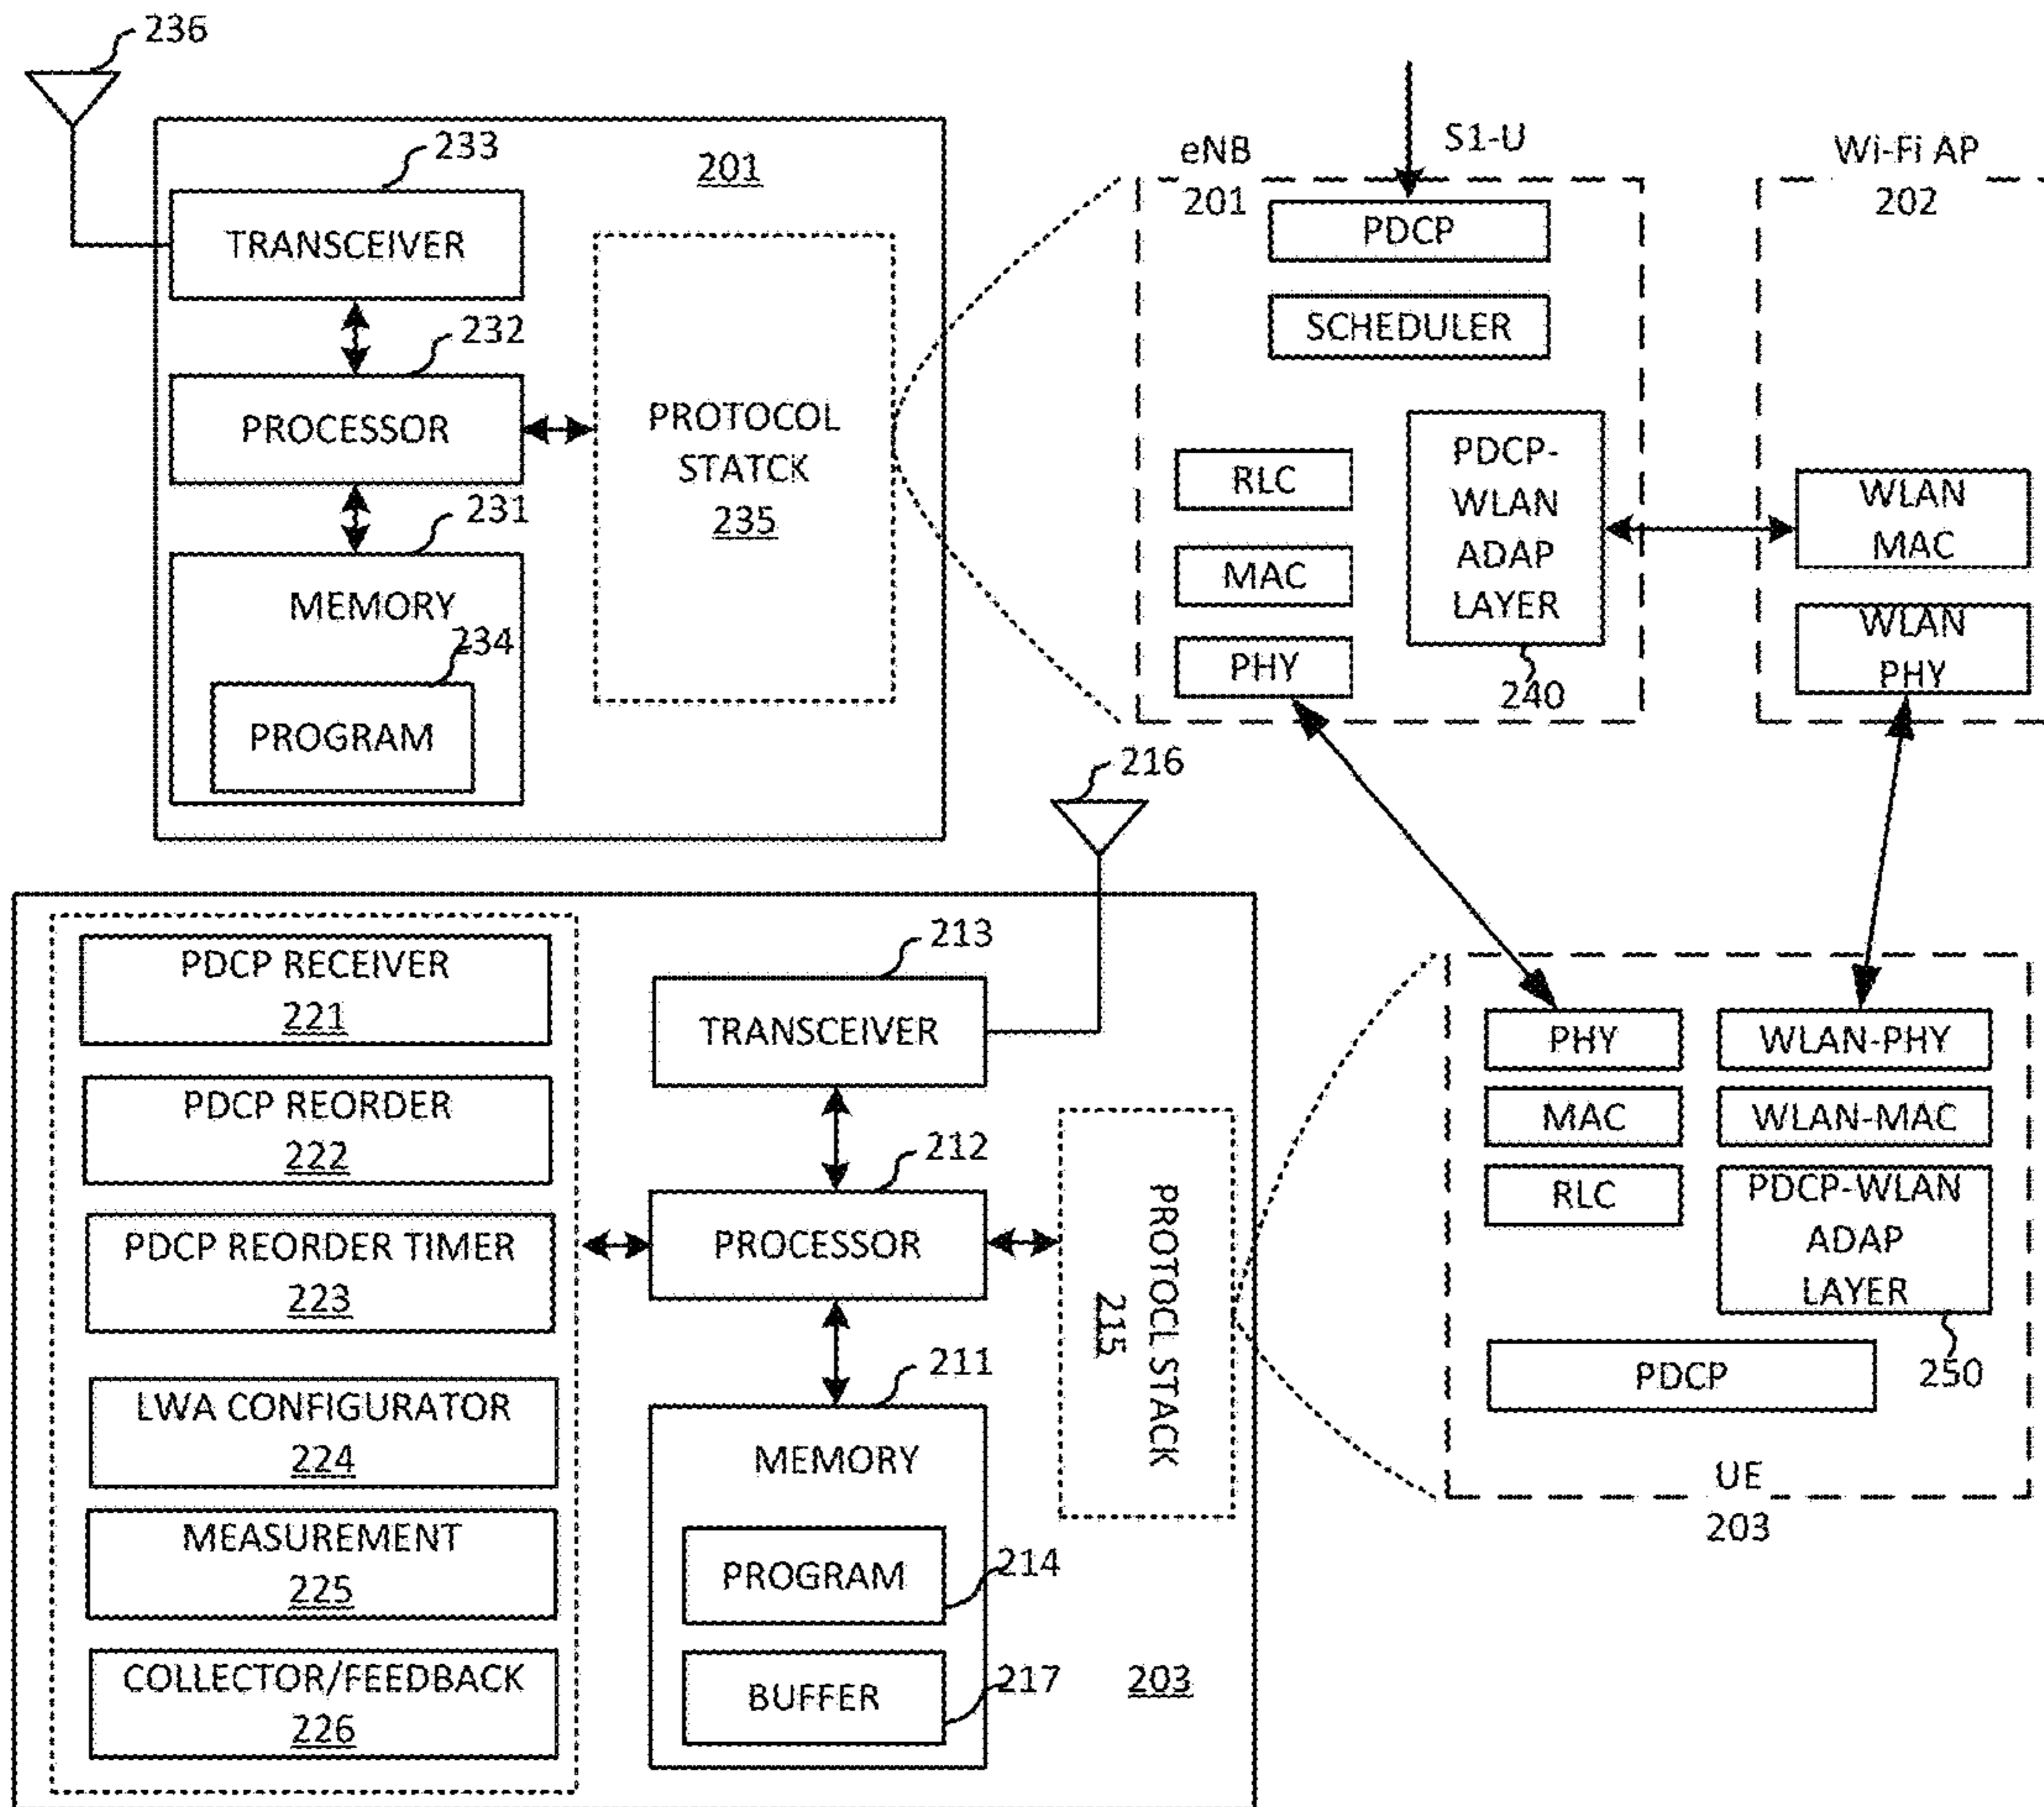 236
233
201
TRANSCEIVER
232
PROCESSOR
231
MEMORY
234
PROGRAM
PROTOCOL
STATCK
235
S1-U
eNB
201
PDCP
SCHEDULER
RLC
MAC
PHY
PDCP-
WLAN
ADAP
LAYER
240
Wi-Fi AP
202
WLAN
MAC
WLAN
PHY
216
PDCP RECEIVER
221
PDCP REORDER
222
PDCP REORDER TIMER
223
LWA CONFIGURATOR
224
MEASUREMENT
225
COLLECTOR/FEEDBACK
226
213
TRANSCEIVER
212
PROCESSOR
211
MEMORY
PROGRAM
214
BUFFER
217
PROTOCL STACK
215
203
PHY
MAC
RLC
WLAN-PHY
WLAN-MAC
PDCP-WLAN
ADAP
LAYER
250
PDCP
UE
203